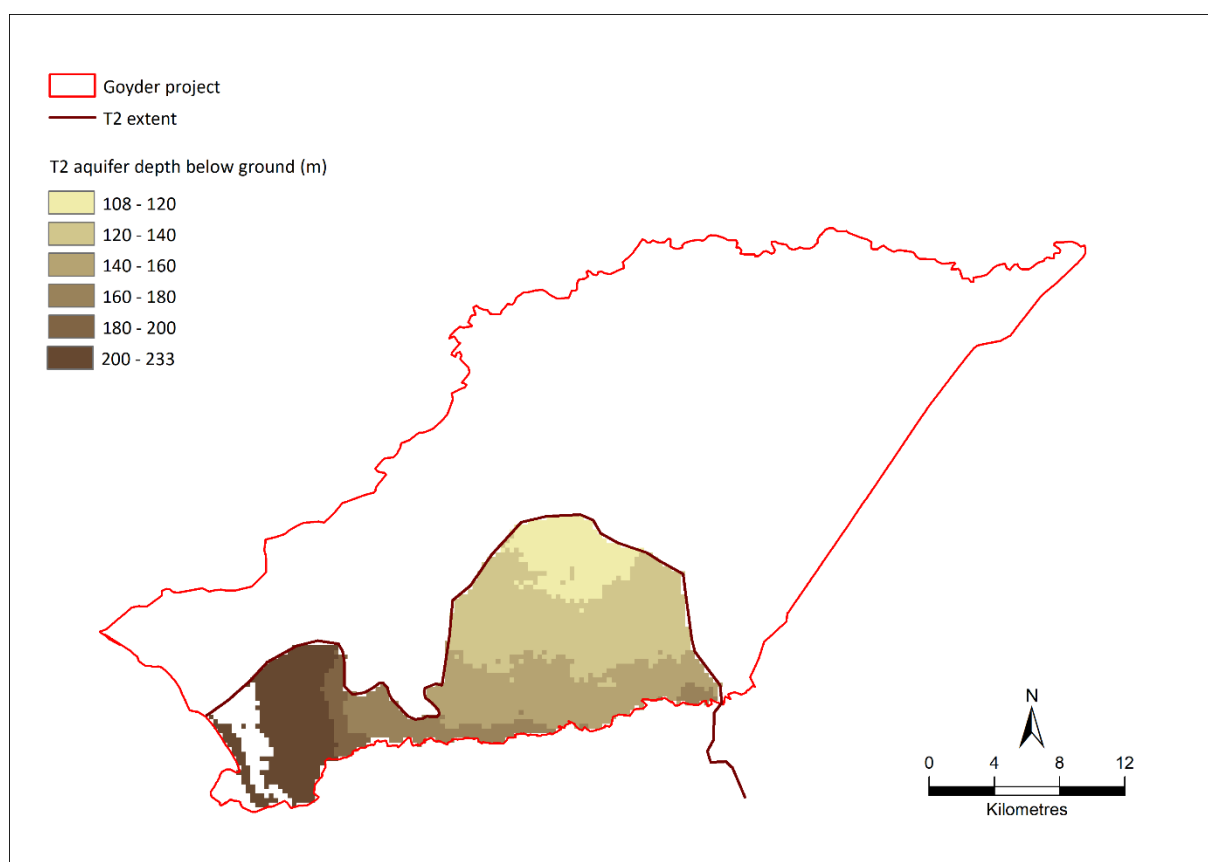 Goyder project
T2 extent
T2 aquifer depth below ground (m)
108 - 120
120 - 140
140 - 160
160 - 180
180 - 200
200 - 233
N
0 4 8 12
Kilometres